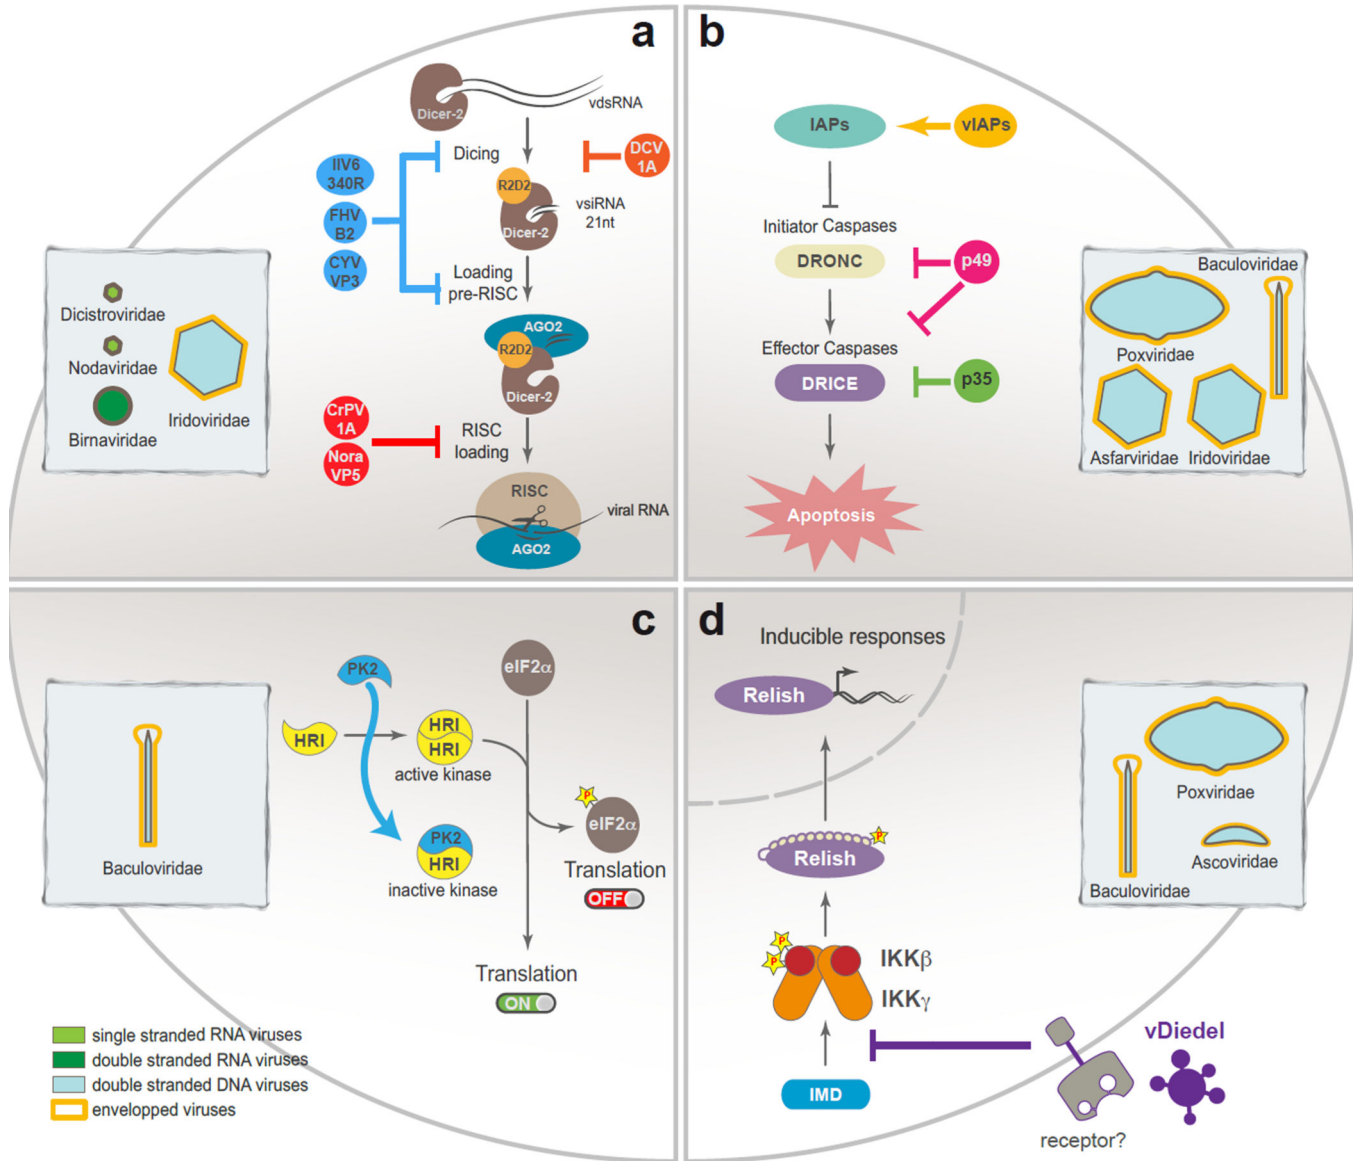 a
Dicer-2
vdsRNA
Dicing
DCV
1A
IIV6
340R
FHV
B2
CYV
VP3
R2D2
Dicer-2
vsiRNA
21nt
Loading
pre-RISC
AGO2
R2D2
Dicer-2
CrPV
1A
Nora
VP5
RISC
loading
RISC
viral RNA
AGO2
Dicistroviridae
Nodaviridae
Birnaviridae
Iridoviridae
b
IAPs
vIAPs
Initiator Caspases
DRONC
p49
Effector Caspases
DRICE
p35
Apoptosis
Baculoviridae
Poxviridae
Asfarviridae
Iridoviridae
c
PK2
eIF2α
HRI
HRI
HRI
active kinase
P
eIF2α
PK2
HRI
inactive kinase
Translation
OFF
Translation
ON
Baculoviridae
single stranded RNA viruses
double stranded RNA viruses
double stranded DNA viruses
envelopped viruses
d
Inducible responses
Relish
P
Relish
P
P
IKKβ
IKKγ
IMD
vDiedel
receptor?
Poxviridae
Ascoviridae
Baculoviridae